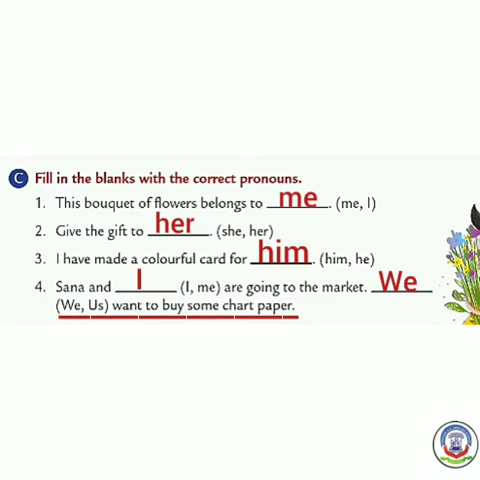 C Fill in the blanks with the correct pronouns.
1. This bouquet of flowers belongs to me. (me, I)
2. Give the gift to her. (she, her)
3. I have made a colourful card for him. (him, he)
4. Sana and I (I, me) are going to the market. We
(We, Us) want to buy some chart paper.